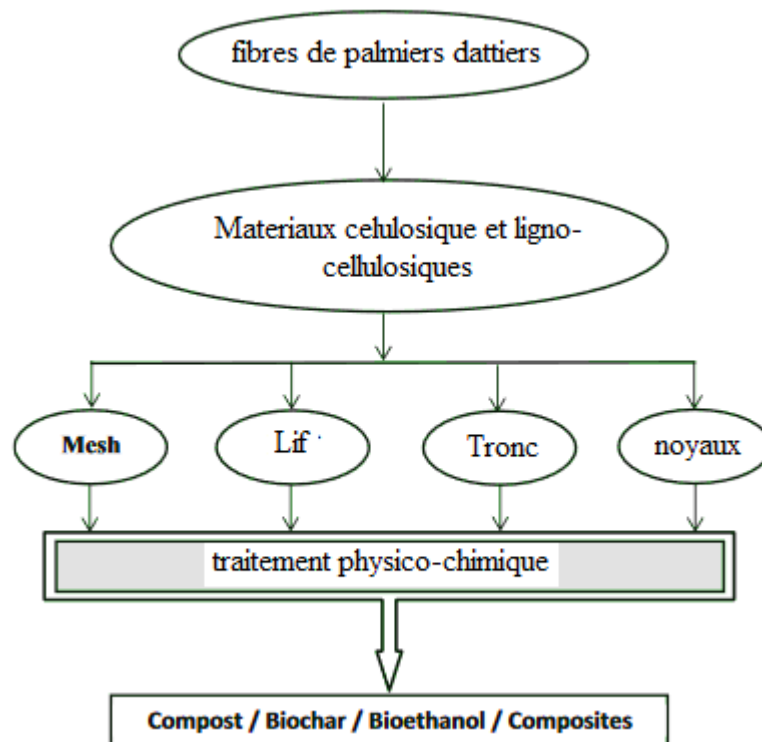 fibres de palmiers dattiers
Materiaux celulosique et ligno-
cellulosiques
Mesh
Lif
Tronc
noyaux
traitement physico-chimique
Compost / Biochar / Bioethanol / Composites